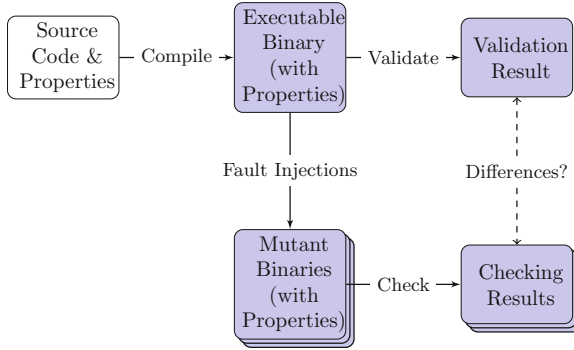 Source
Code &
Properties
Compile
Executable
Binary
(with
Properties)
Validate
Validation
Result
Fault Injections
Differences?
Mutant
Binaries
(with
Properties)
Check
Checking
Results